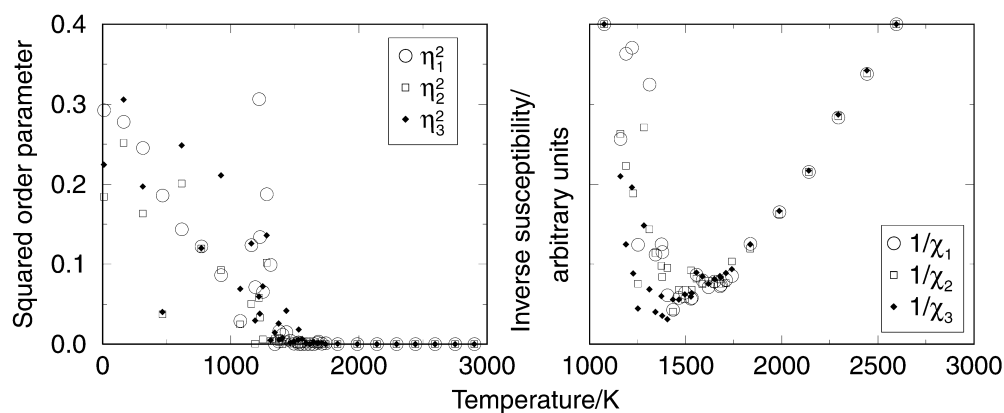 Squared order parameter
0.4
0.3
0.2
0.1
0.0
0 1000 2000 3000
η₁²
η₂²
η₃²
Inverse susceptibility/
arbitrary units
1000 1500 2000 2500 3000
1/χ₁
1/χ₂
1/χ₃
Temperature/K